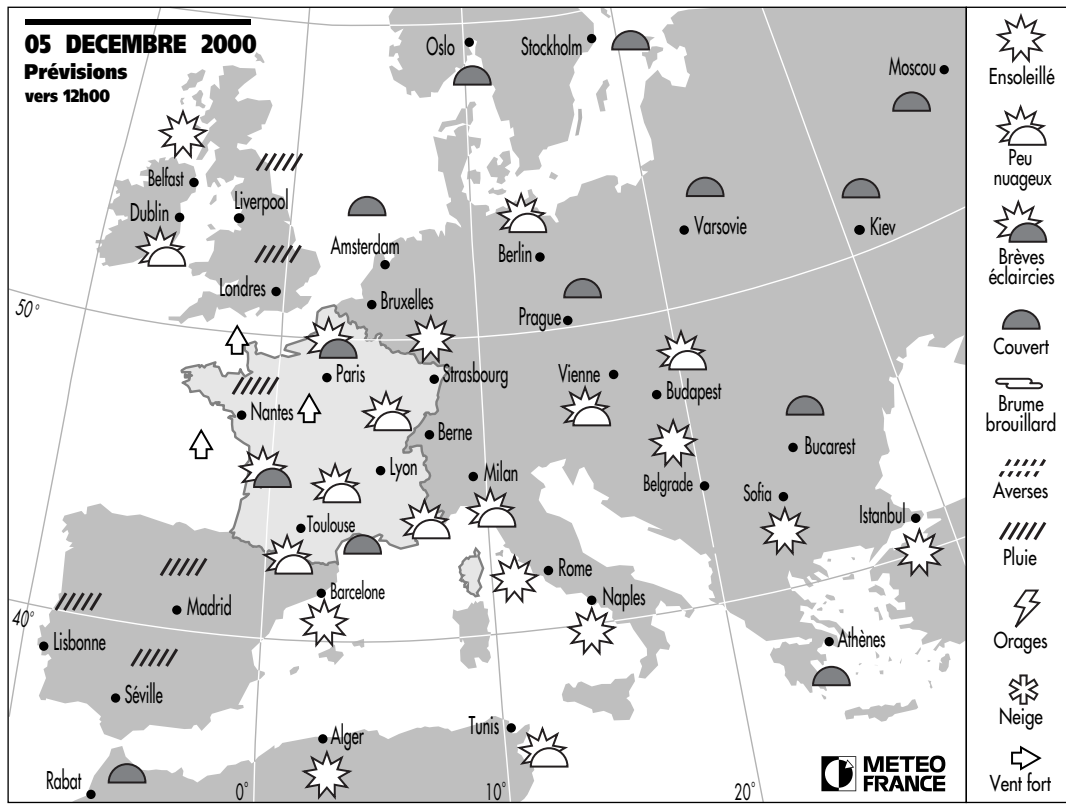 05 DECEMBRE 2000
Prévisions
vers 12h00
Oslo
Stockholm
Moscou
Belfast
Dublin
Liverpool
Amsterdam
Berlin
Varsovie
Kiev
Londres
Bruxelles
Prague
50°
Paris
Strasbourg
Vienne
Budapest
Nantes
Berne
Bucarest
Lyon
Milan
Belgrade
Sofia
Istanbul
Toulouse
Rome
Barcelone
Naples
Madrid
40°
Lisbonne
Athènes
Séville
Tunis
Alger
Rabat
0°
10°
20°
METEO
FRANCE
Ensoleillé
Peu
nuageux
Brèves
éclaircies
Couvert
Brume
brouillard
Averses
Pluie
Orages
Neige
Vent fort